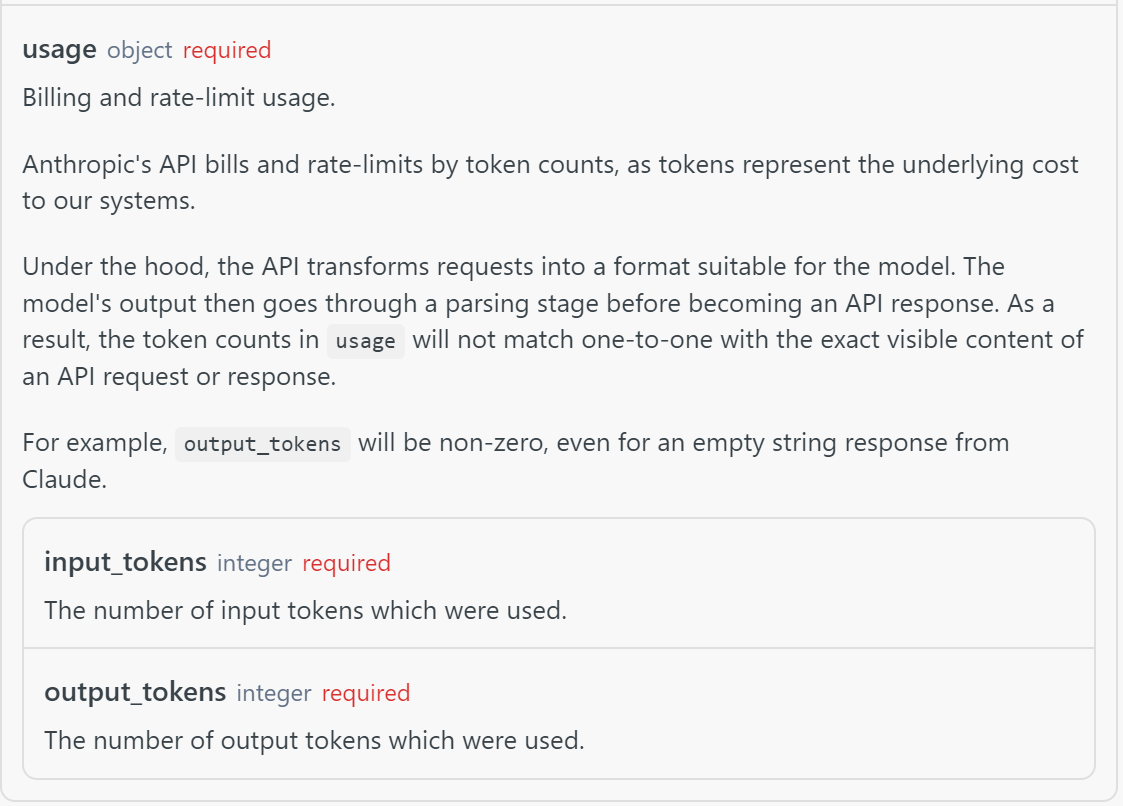 usage object required
Billing and rate-limit usage.
Anthropic's API bills and rate-limits by token counts, as tokens represent the underlying cost
to our systems.
Under the hood, the API transforms requests into a format suitable for the model. The
model's output then goes through a parsing stage before becoming an API response. As a
result, the token counts in usage will not match one-to-one with the exact visible content of
an API request or response.
For example, output_tokens will be non-zero, even for an empty string response from
Claude.
input_tokens integer required
The number of input tokens which were used.
output_tokens integer required
The number of output tokens which were used.